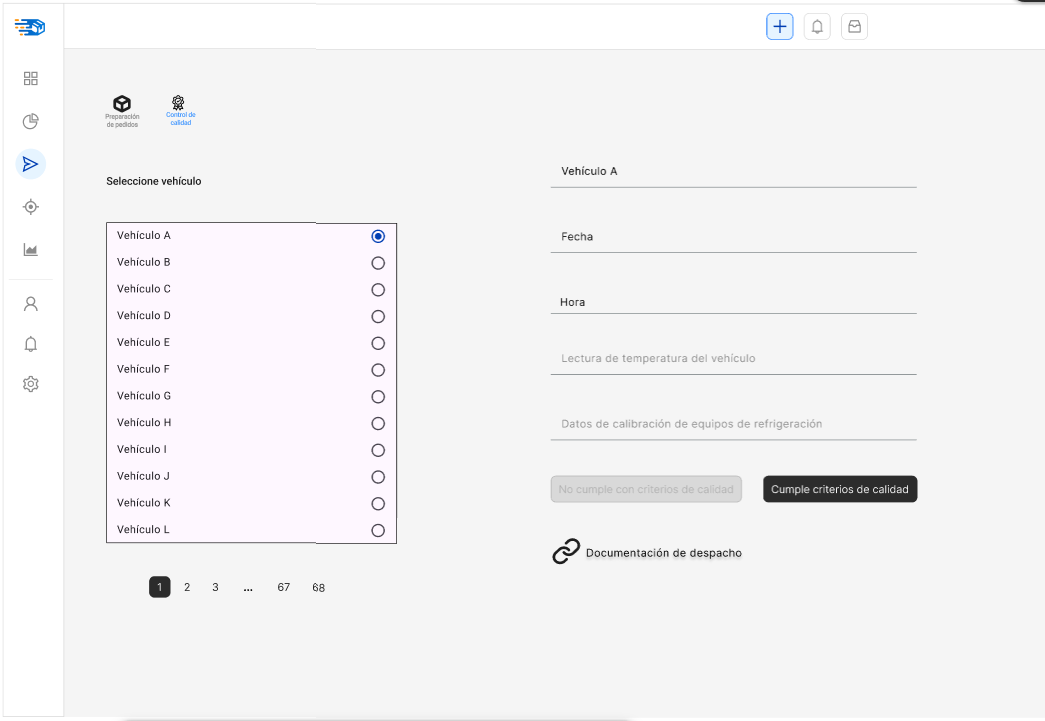 Preparación
de pedidos
Control de
calidad
Seleccione vehículo
Vehículo A
Vehículo B
Vehículo C
Vehículo D
Vehículo E
Vehículo F
Vehículo G
Vehículo H
Vehículo I
Vehículo J
Vehículo K
Vehículo L
1 2 3 ... 67 68
Vehículo A
Fecha
Hora
Lectura de temperatura del vehículo
Datos de calibración de equipos de refrigeración
No cumple con criterios de calidad Cumple criterios de calidad
Documentación de despacho